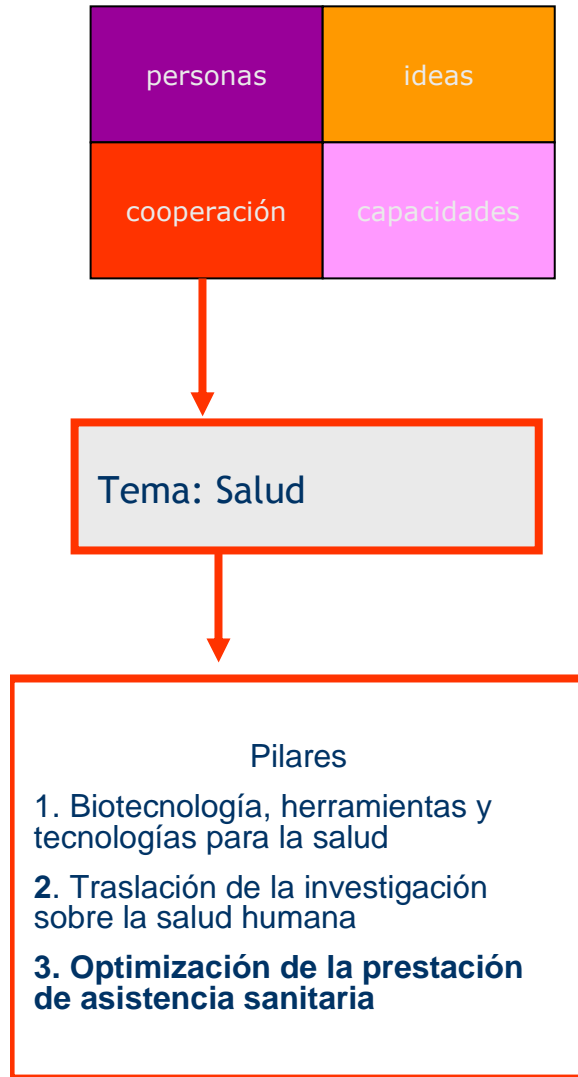 personas
ideas
cooperación
capacidades
Tema: Salud
Pilares
1. Biotecnología, herramientas y
tecnologías para la salud
2. Traslación de la investigación
sobre la salud humana
3. Optimización de la prestación
de asistencia sanitaria